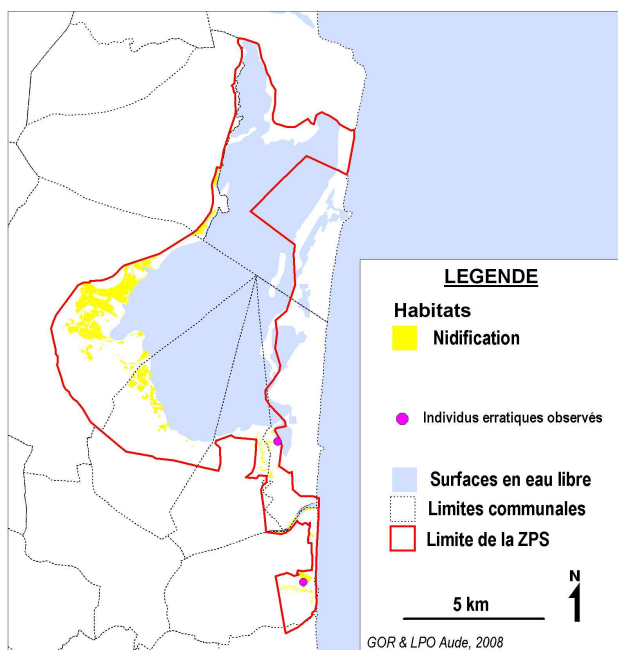 LEGENDE
Habitats
Nidification
Individus erratiques observés
Surfaces en eau libre
Limites communales
Limite de la ZPS
N
5 km
GOR & LPO Aude, 2008